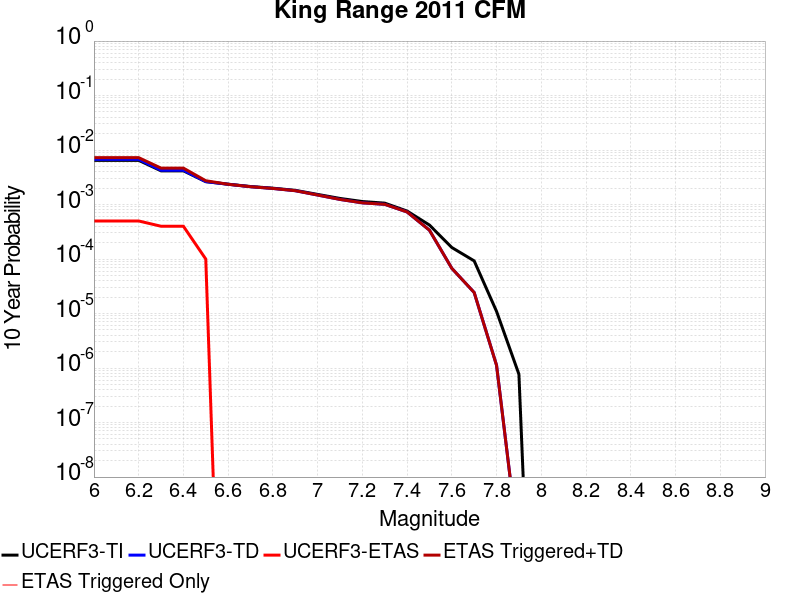 King Range 2011 CFM
10 Year Probability
10^0
10^-1
10^-2
10^-3
10^-4
10^-5
10^-6
10^-7
10^-8
6 6.2 6.4 6.6 6.8 7 7.2 7.4 7.6 7.8 8 8.2 8.4 8.6 8.8 9
Magnitude
UCERF3-TI UCERF3-TD UCERF3-ETAS ETAS Triggered+TD
ETAS Triggered Only